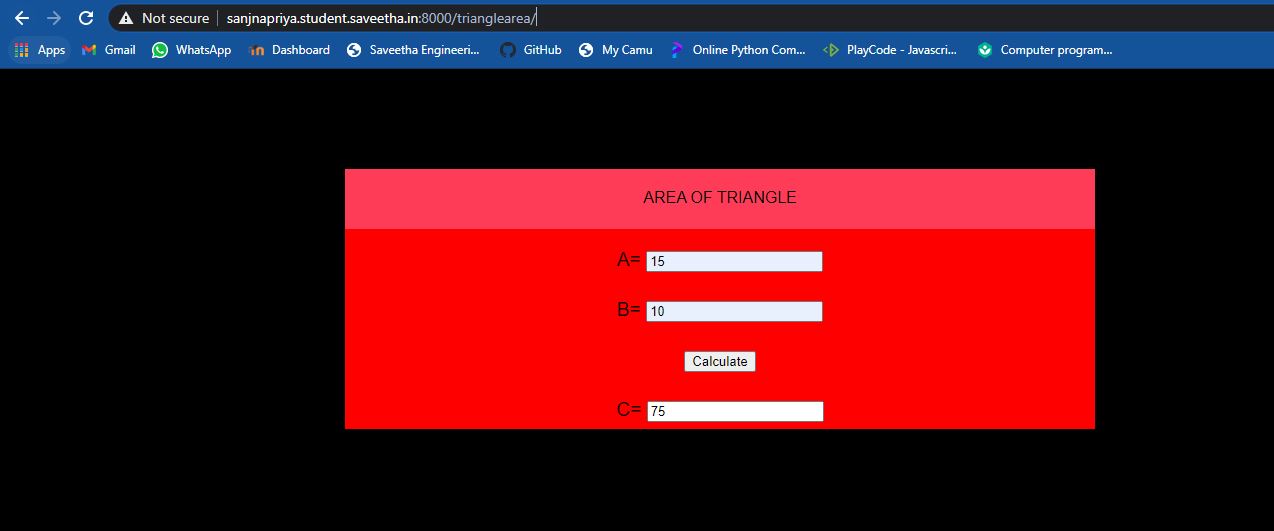 Not secure sanjnapriya.student.saveetha.in:8000/trianglearea/
Apps Gmail WhatsApp Dashboard Saveetha Engineeri... GitHub My Camu Online Python Com... PlayCode - Javascri... Computer program...
AREA OF TRIANGLE
A= 15
B= 10
Calculate
C= 75